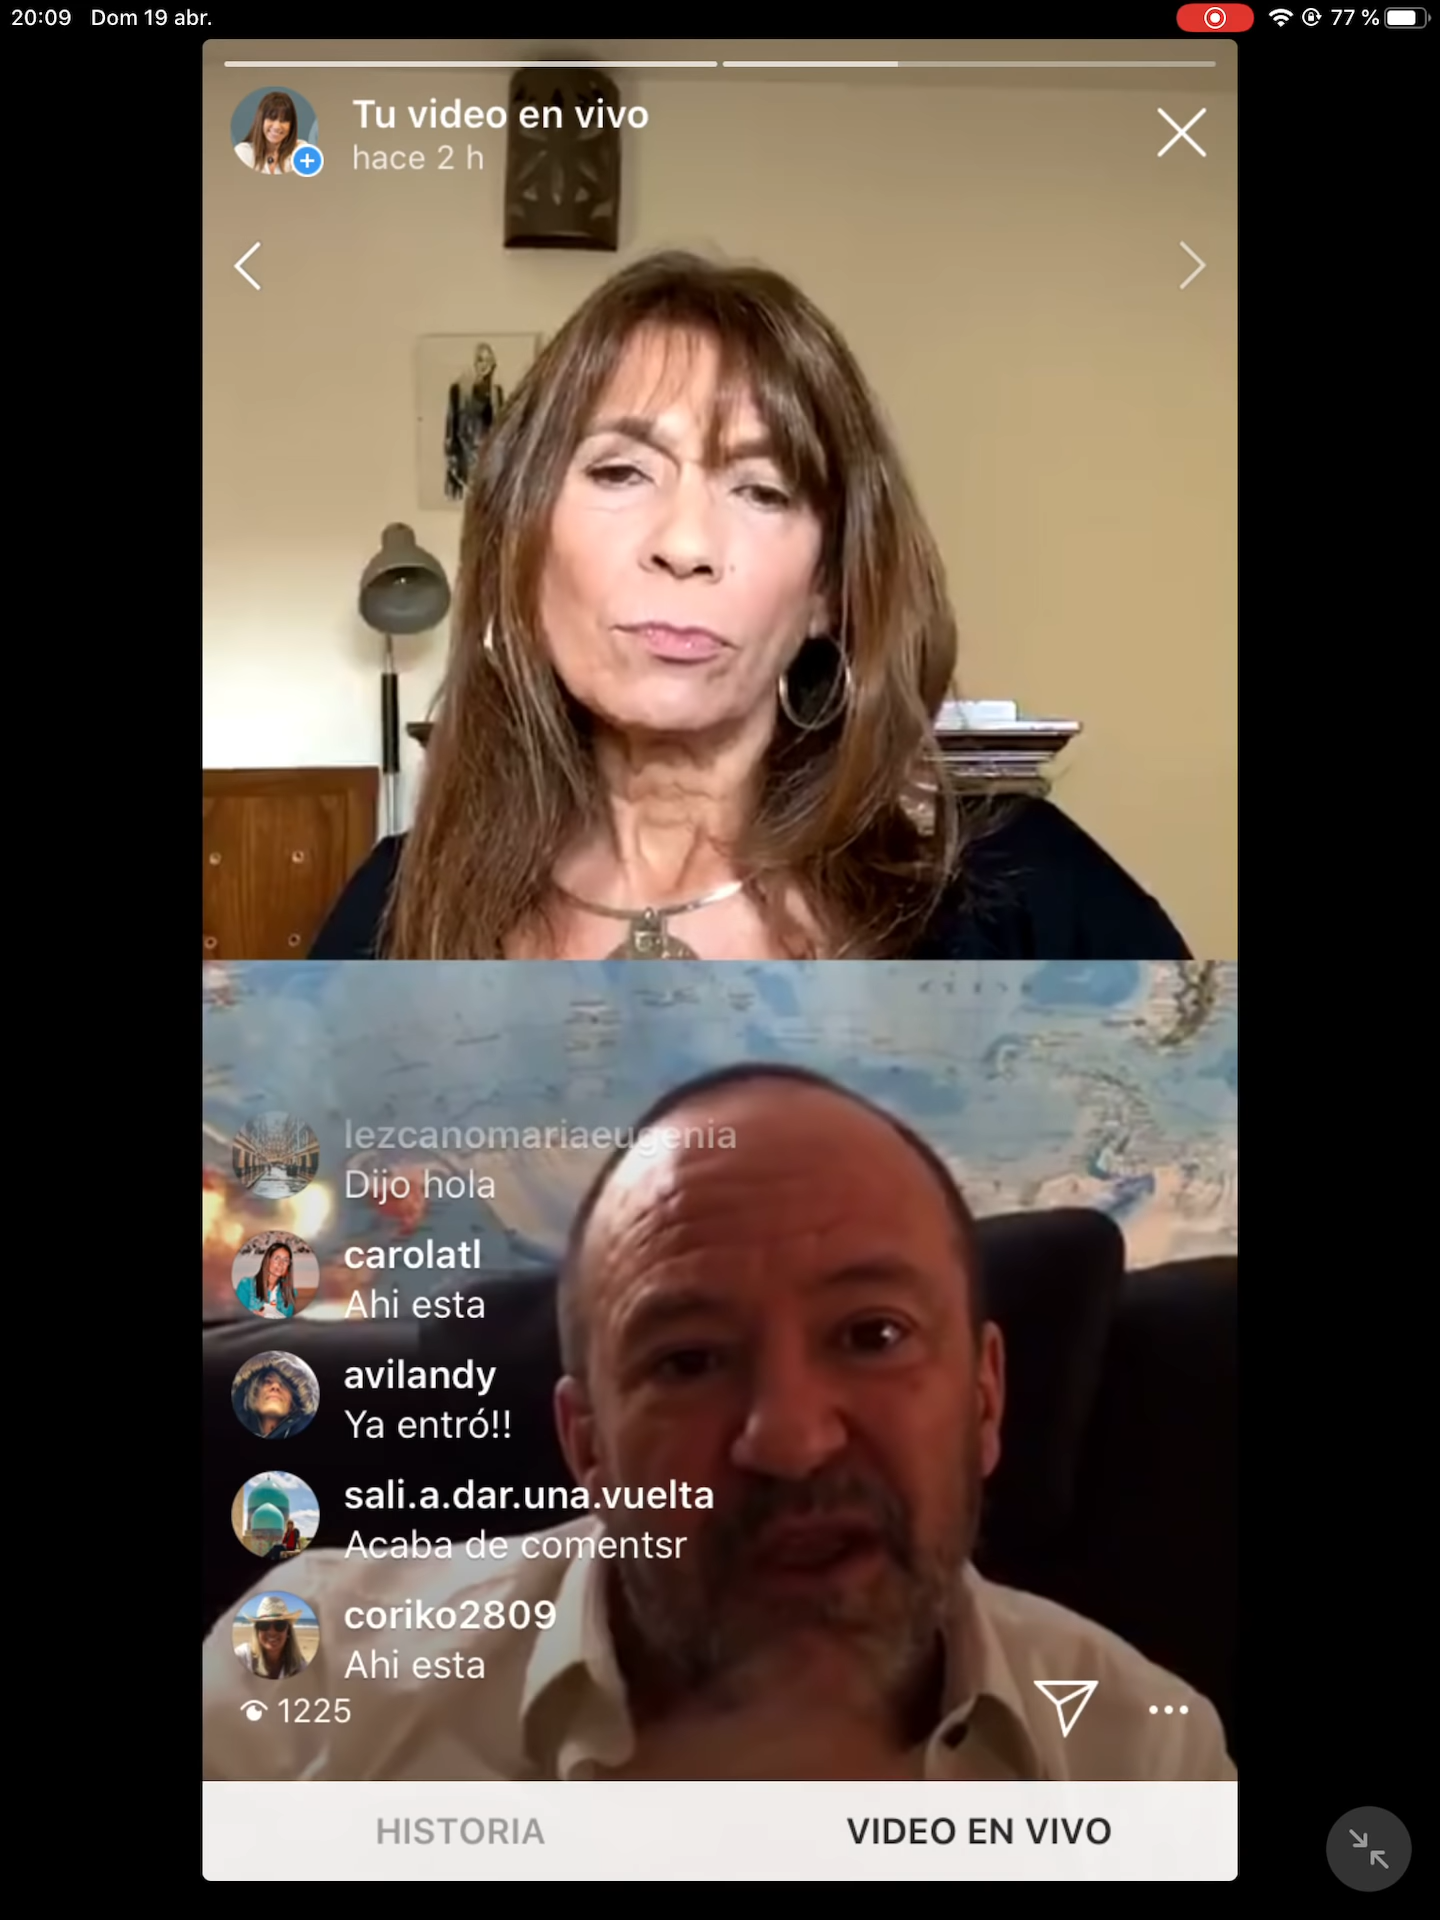 20:09 Dom 19 abr.
77 %
Tu video en vivo
hace 2 h
lezcanomariaeugenia
Dijo hola
carolatl
Ahi esta
avilandy
Ya entró!!
sali.a.dar.una.vuelta
Acaba de comentsr
coriko2809
Ahi esta
1225
HISTORIA
VIDEO EN VIVO